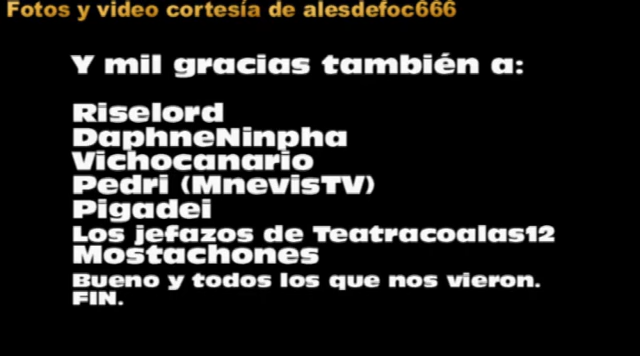 Fotos y video cortesía de alesdefoc666
Y mil gracias también a:
Riselord
DaphneNinpha
Vichocanario
Pedri (MnevisTV)
Pigadei
Los jefazos de Teatracoalas12
Mostachones
Bueno y todos los que nos vieron.
FIN.